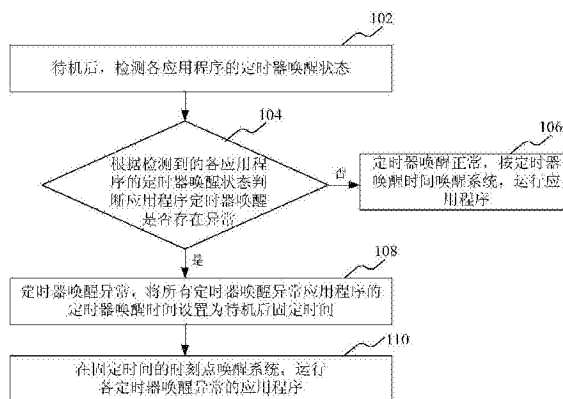 102
待机后，检测各应用程序的定时器唤醒状态
104
根据检测到的各应用程
序的定时器唤醒状态判
断应用程序定时器唤醒
是否存在异常
否
106
定时器唤醒正常，按定时器
唤醒时间唤醒系统，运行应
用程序
是
108
定时器唤醒异常，将所有定时器唤醒异常应用程序的
定时器唤醒时间设置为待机后固定时间
110
在固定时间的时刻点唤醒系统，运行
各定时器唤醒异常的应用程序